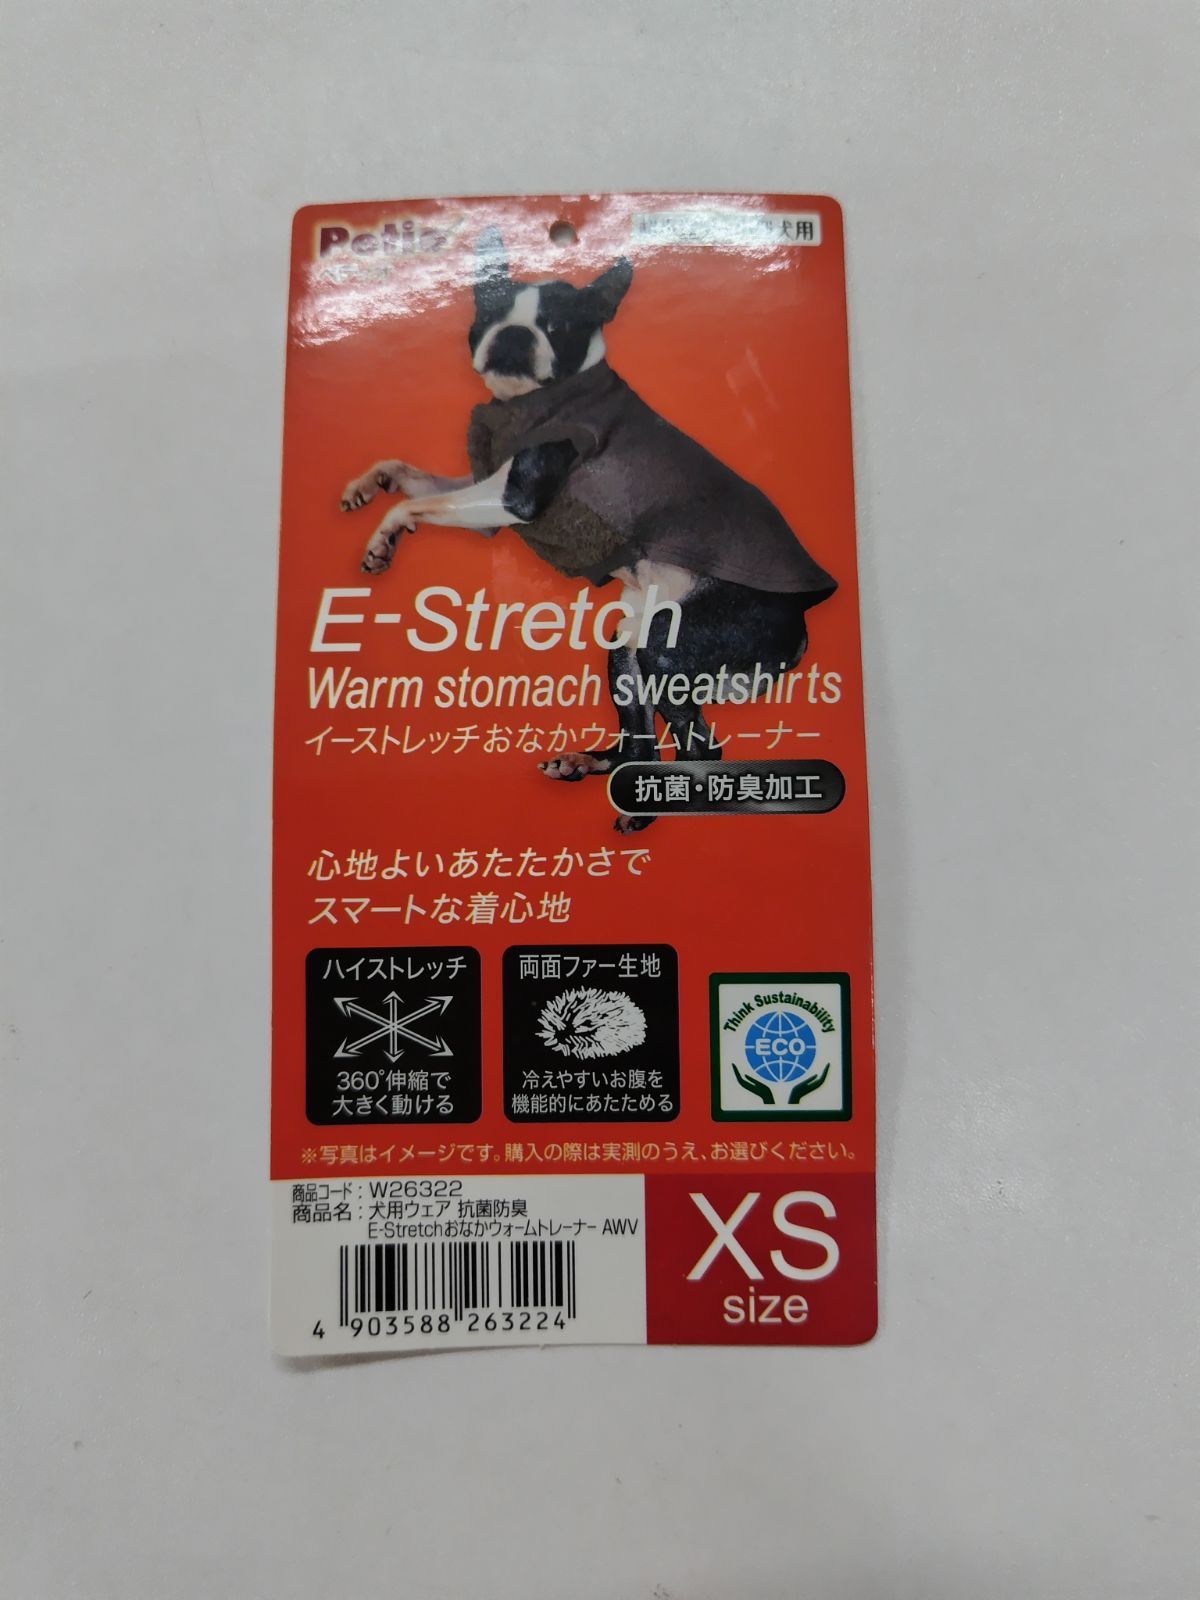 Petio
ペティオ
犬用
E-Stretch
Warm stomach sweatshirts
イーストレッチおなかウォームトレーナー
抗菌・防臭加工
心地よいあたたかさで
スマートな着心地
ハイストレッチ
360°伸縮で
大きく動ける
両面ファー生地
冷えやすいお腹を
機能的にあたためる
Think Sustainability
ECO
※写真はイメージです。購入の際は実測のうえ、お選びください。
商品コード : W26322
商品名 : 犬用ウェア 抗菌防臭
E-Stretchおなかウォームトレーナー AWV
4 903588 263224
XS
size